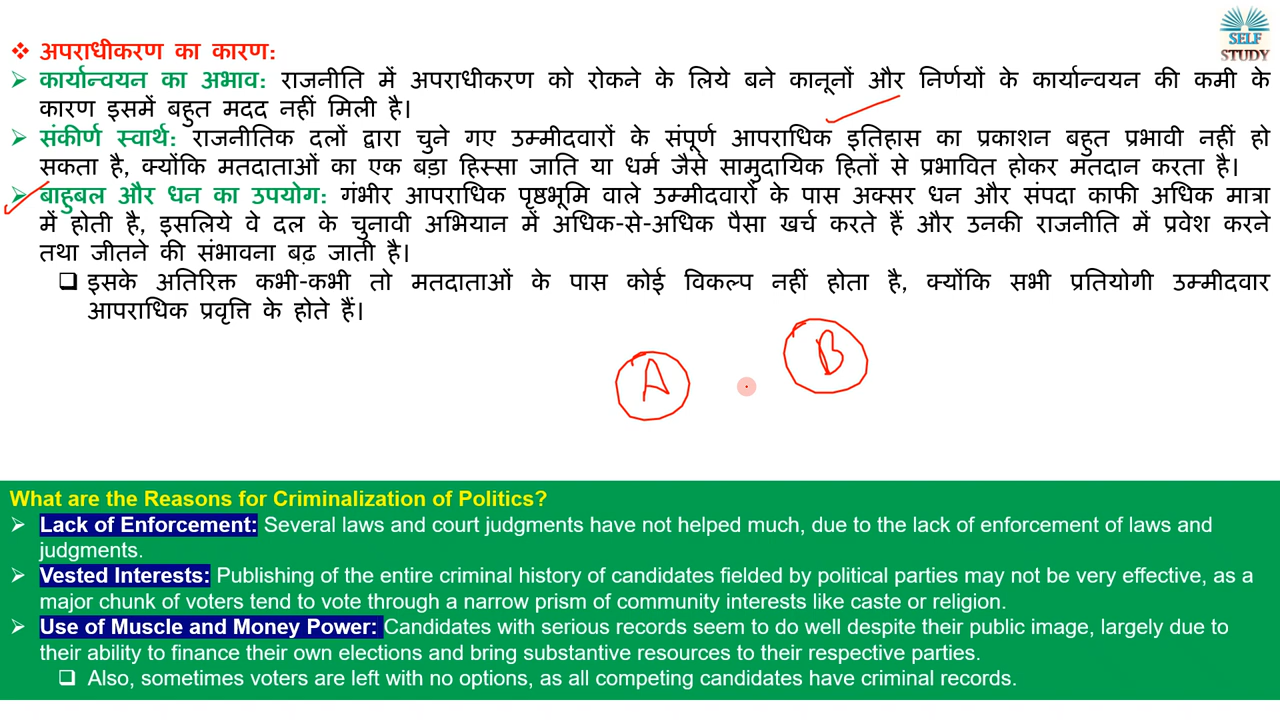 SELF
STUDY
❖ अपराधीकरण का कारण:
➢ कार्यान्वयन का अभाव: राजनीति में अपराधीकरण को रोकने के लिये बने कानूनों और निर्णयों के कार्यान्वयन की कमी के
कारण इसमें बहुत मदद नहीं मिली है।
➢ संकीर्ण स्वार्थ: राजनीतिक दलों द्वारा चुने गए उम्मीदवारों के संपूर्ण आपराधिक इतिहास का प्रकाशन बहुत प्रभावी नहीं हो
सकता है, क्योंकि मतदाताओं का एक बड़ा हिस्सा जाति या धर्म जैसे सामुदायिक हितों से प्रभावित होकर मतदान करता है।
➢ बाहुबल और धन का उपयोग: गंभीर आपराधिक पृष्ठभूमि वाले उम्मीदवारों के पास अक्सर धन और संपदा काफी अधिक मात्रा
में होती है, इसलिये वे दल के चुनावी अभियान में अधिक-से-अधिक पैसा खर्च करते हैं और उनकी राजनीति में प्रवेश करने
तथा जीतने की संभावना बढ़ जाती है।
❑ इसके अतिरिक्त कभी-कभी तो मतदाताओं के पास कोई विकल्प नहीं होता है, क्योंकि सभी प्रतियोगी उम्मीदवार
आपराधिक प्रवृत्ति के होते हैं।
A B
What are the Reasons for Criminalization of Politics?
➢ Lack of Enforcement: Several laws and court judgments have not helped much, due to the lack of enforcement of laws and
judgments.
➢ Vested Interests: Publishing of the entire criminal history of candidates fielded by political parties may not be very effective, as a
major chunk of voters tend to vote through a narrow prism of community interests like caste or religion.
➢ Use of Muscle and Money Power: Candidates with serious records seem to do well despite their public image, largely due to
their ability to finance their own elections and bring substantive resources to their respective parties.
❑ Also, sometimes voters are left with no options, as all competing candidates have criminal records.